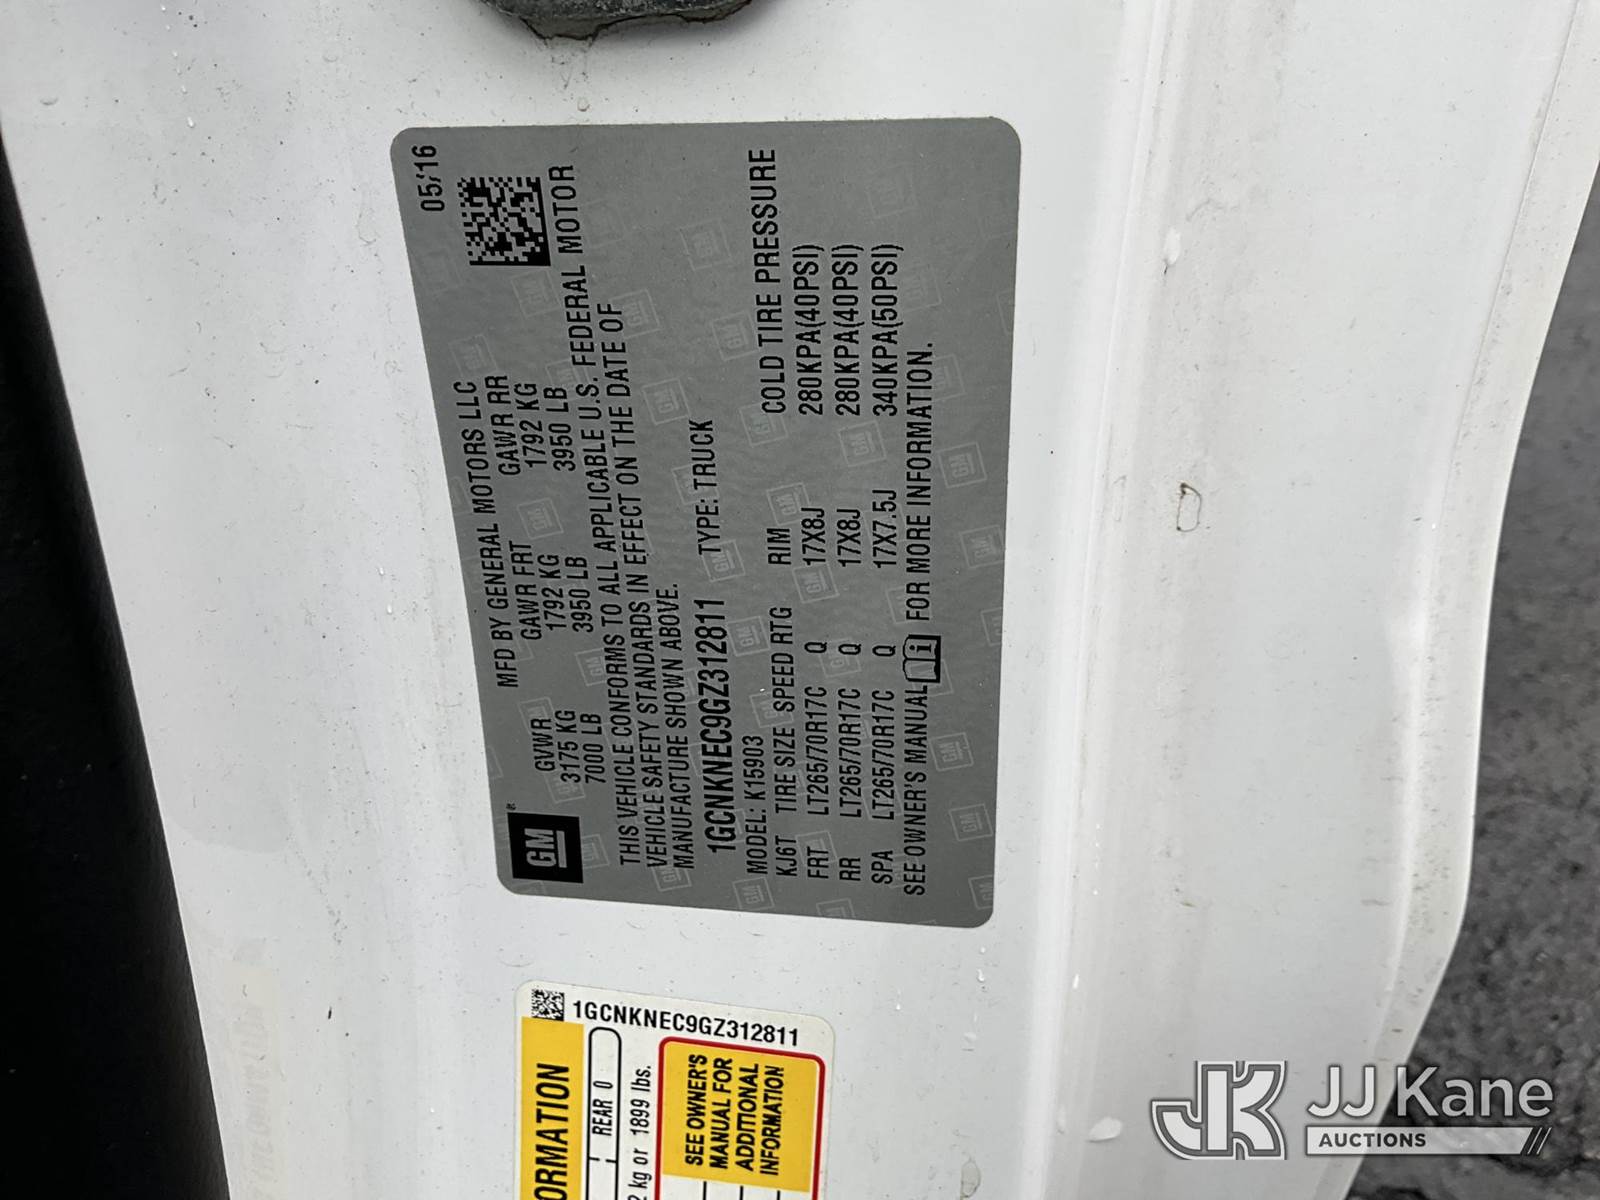 05/16
MFD BY GENERAL MOTORS LLC
GM
GVWR GAWR FRT GAWR RR
3175 KG 1792 KG 1792 KG
7000 LB 3950 LB 3950 LB
THIS VEHICLE CONFORMS TO ALL APPLICABLE U.S. FEDERAL MOTOR
VEHICLE SAFETY STANDARDS IN EFFECT ON THE DATE OF
MANUFACTURE SHOWN ABOVE.
1GCNKNEC9GZ312811 TYPE: TRUCK
MODEL: K15903
KJ6T TIRE SIZE SPEED RTG RIM COLD TIRE PRESSURE
FRT LT265/70R17C Q 17X8J 280KPA(40PSI)
RR LT265/70R17C Q 17X8J 280KPA(40PSI)
SPA LT265/70R17C Q 17X7.5J 340KPA(50PSI)
SEE OWNER'S MANUAL i FOR MORE INFORMATION.
1GCNKNEC9GZ312811
ORMATION
REAR 0
2 kg or 1899 lbs.
SEE OWNER'S
MANUAL FOR
ADDITIONAL
INFORMATION
JK JJ Kane
AUCTIONS